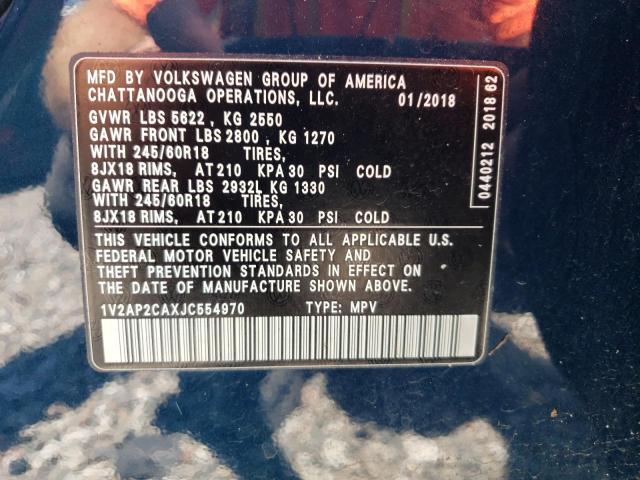 MFD BY VOLKSWAGEN GROUP OF AMERICA
CHATTANOOGA OPERATIONS, LLC. 01/2018
GVWR LBS 5622, KG 2550
GAWR FRONT LBS 2800, KG 1270
WITH 245/60R18 TIRES,
8JX18 RIMS, AT 210 KPA 30 PSI COLD
GAWR REAR LBS 2932L KG 1330
WITH 245/60R18 TIRES,
8JX18 RIMS, AT 210 KPA 30 PSI COLD
THIS VEHICLE CONFORMS TO ALL APPLICABLE U.S.
FEDERAL MOTOR VEHICLE SAFETY AND
THEFT PREVENTION STANDARDS IN EFFECT ON
THE DATE OF MANUFACTURE SHOWN ABOVE.
1V2AP2CAXJC554970 TYPE: MPV
0440212 2018 62